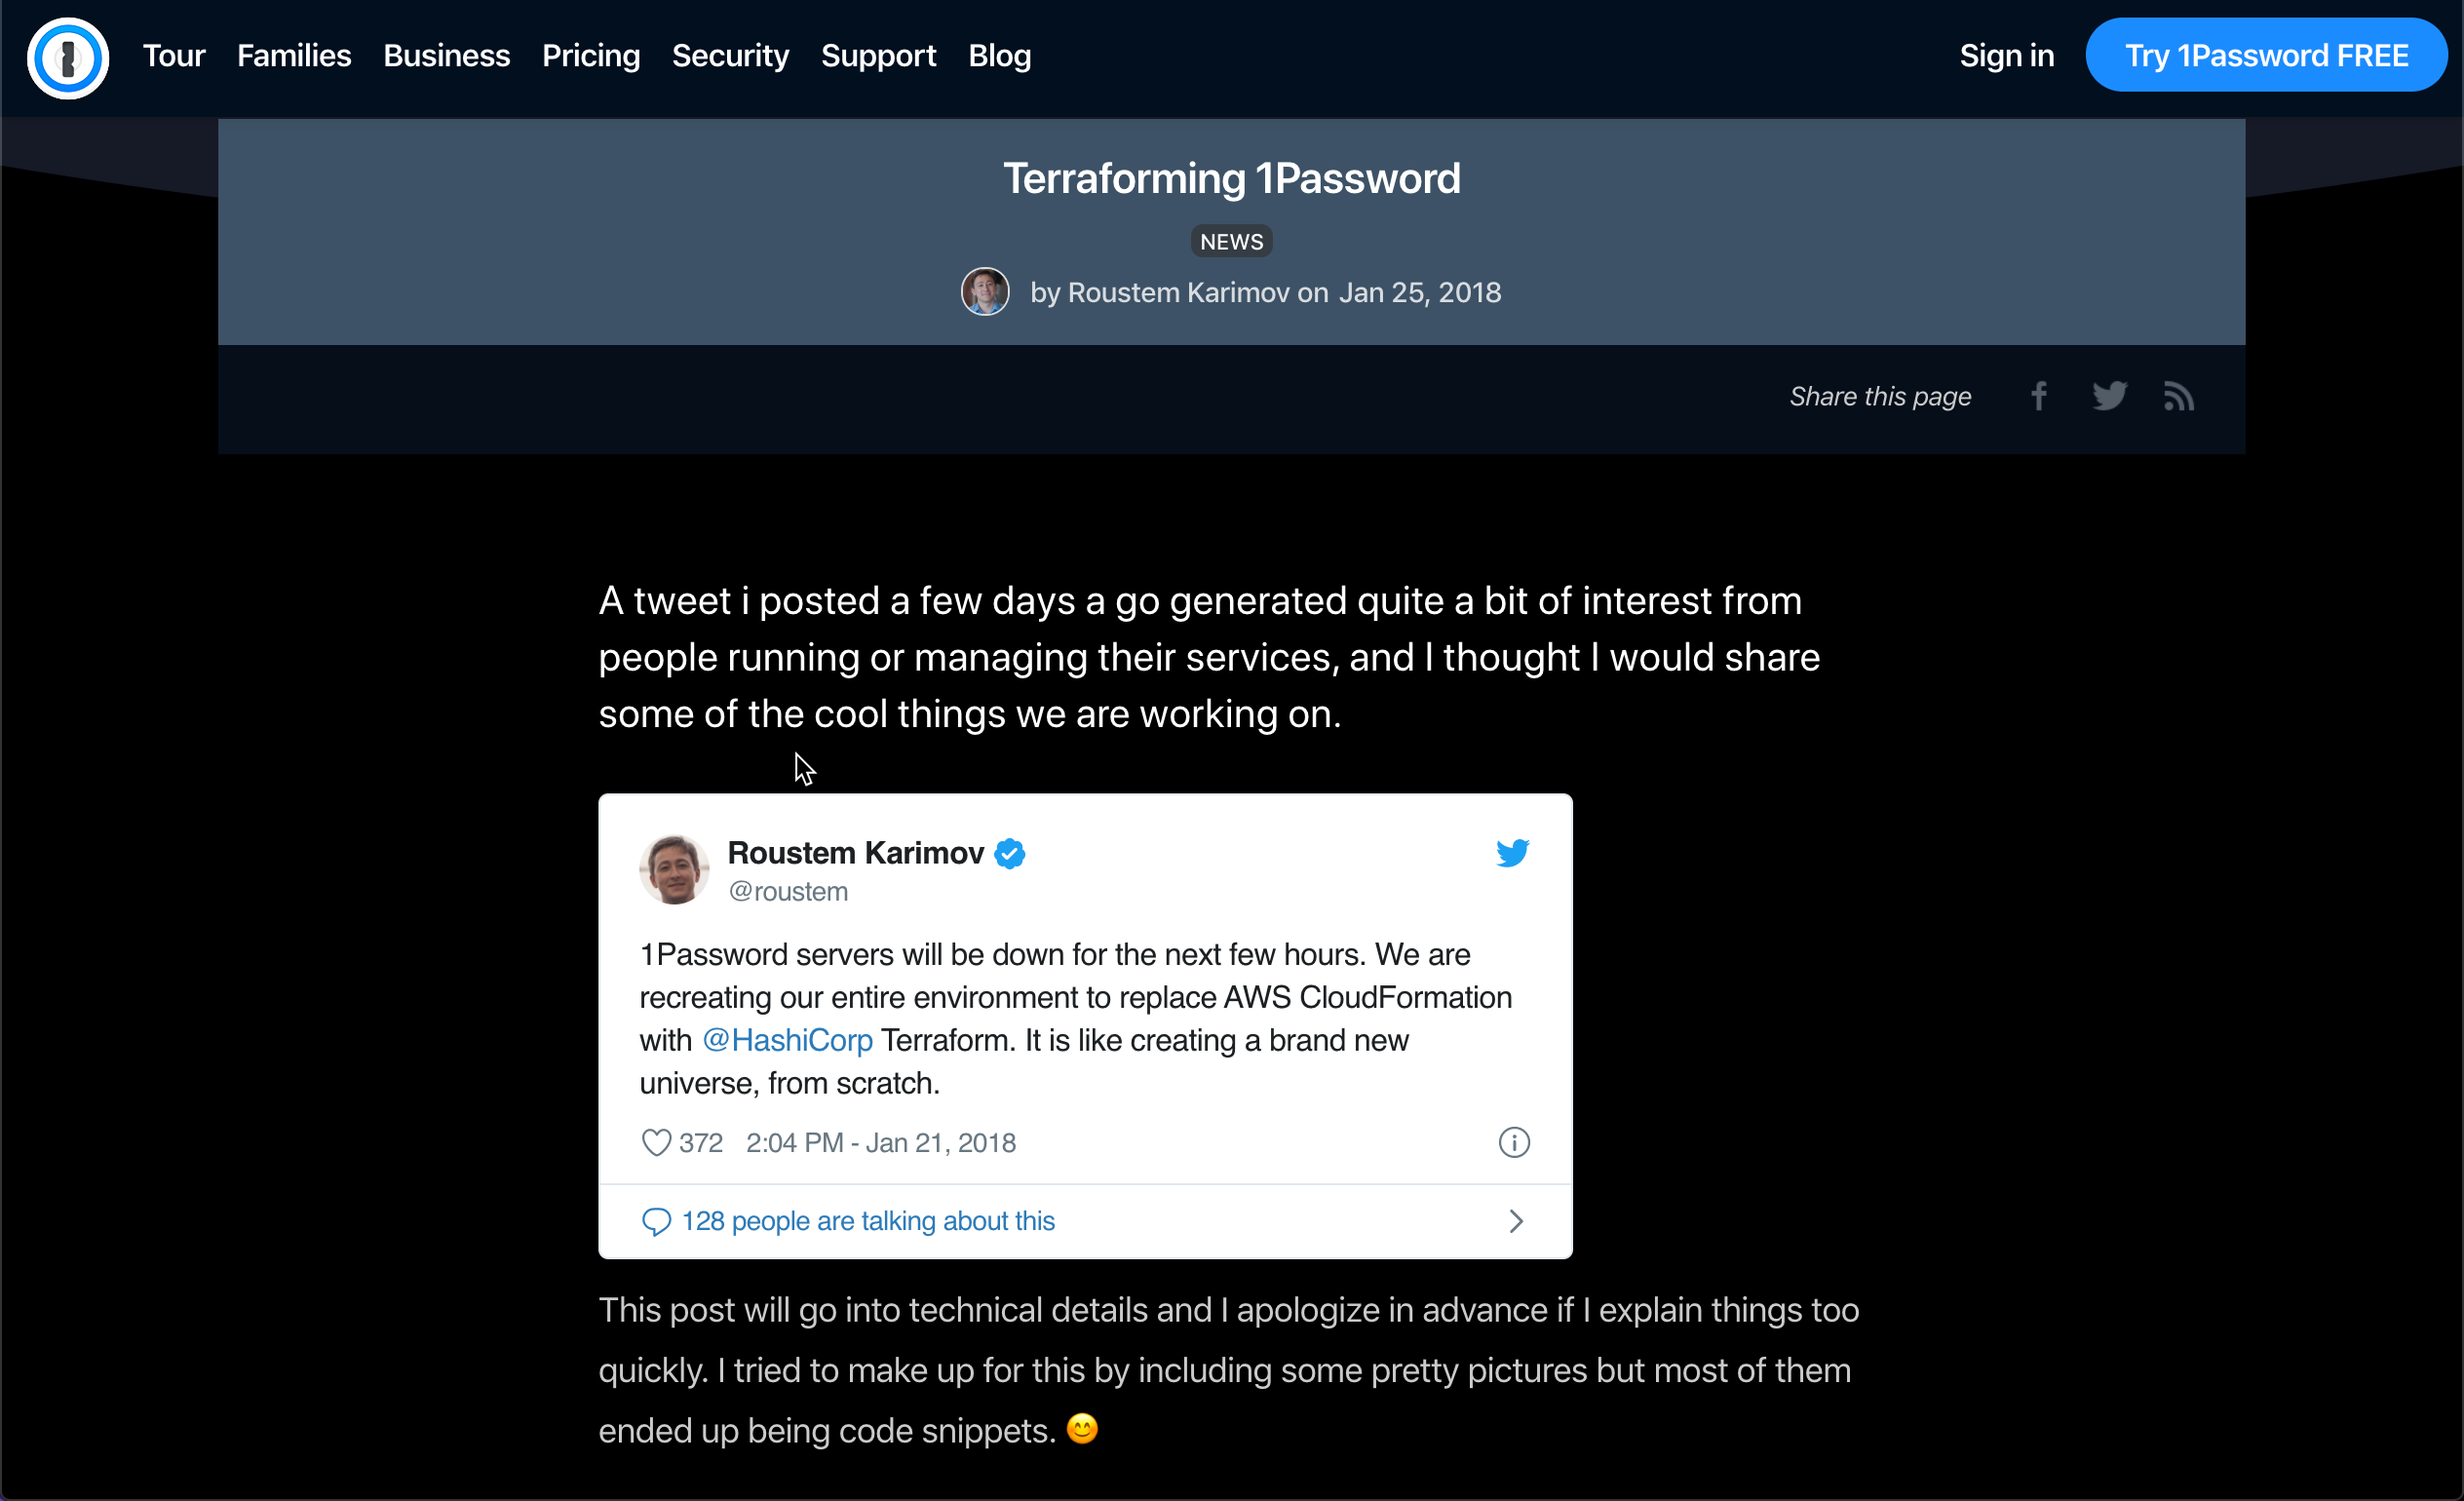 Tour Families Business Pricing Security Support Blog Sign in Try 1Password FREE
Terraforming 1Password
NEWS
by Roustem Karimov on Jan 25, 2018
Share this page
A tweet i posted a few days a go generated quite a bit of interest from
people running or managing their services, and I thought I would share
some of the cool things we are working on.
Roustem Karimov
@roustem
1Password servers will be down for the next few hours. We are
recreating our entire environment to replace AWS CloudFormation
with @HashiCorp Terraform. It is like creating a brand new
universe, from scratch.
372 2:04 PM - Jan 21, 2018
128 people are talking about this
This post will go into technical details and I apologize in advance if I explain things too
quickly. I tried to make up for this by including some pretty pictures but most of them
ended up being code snippets. 😊